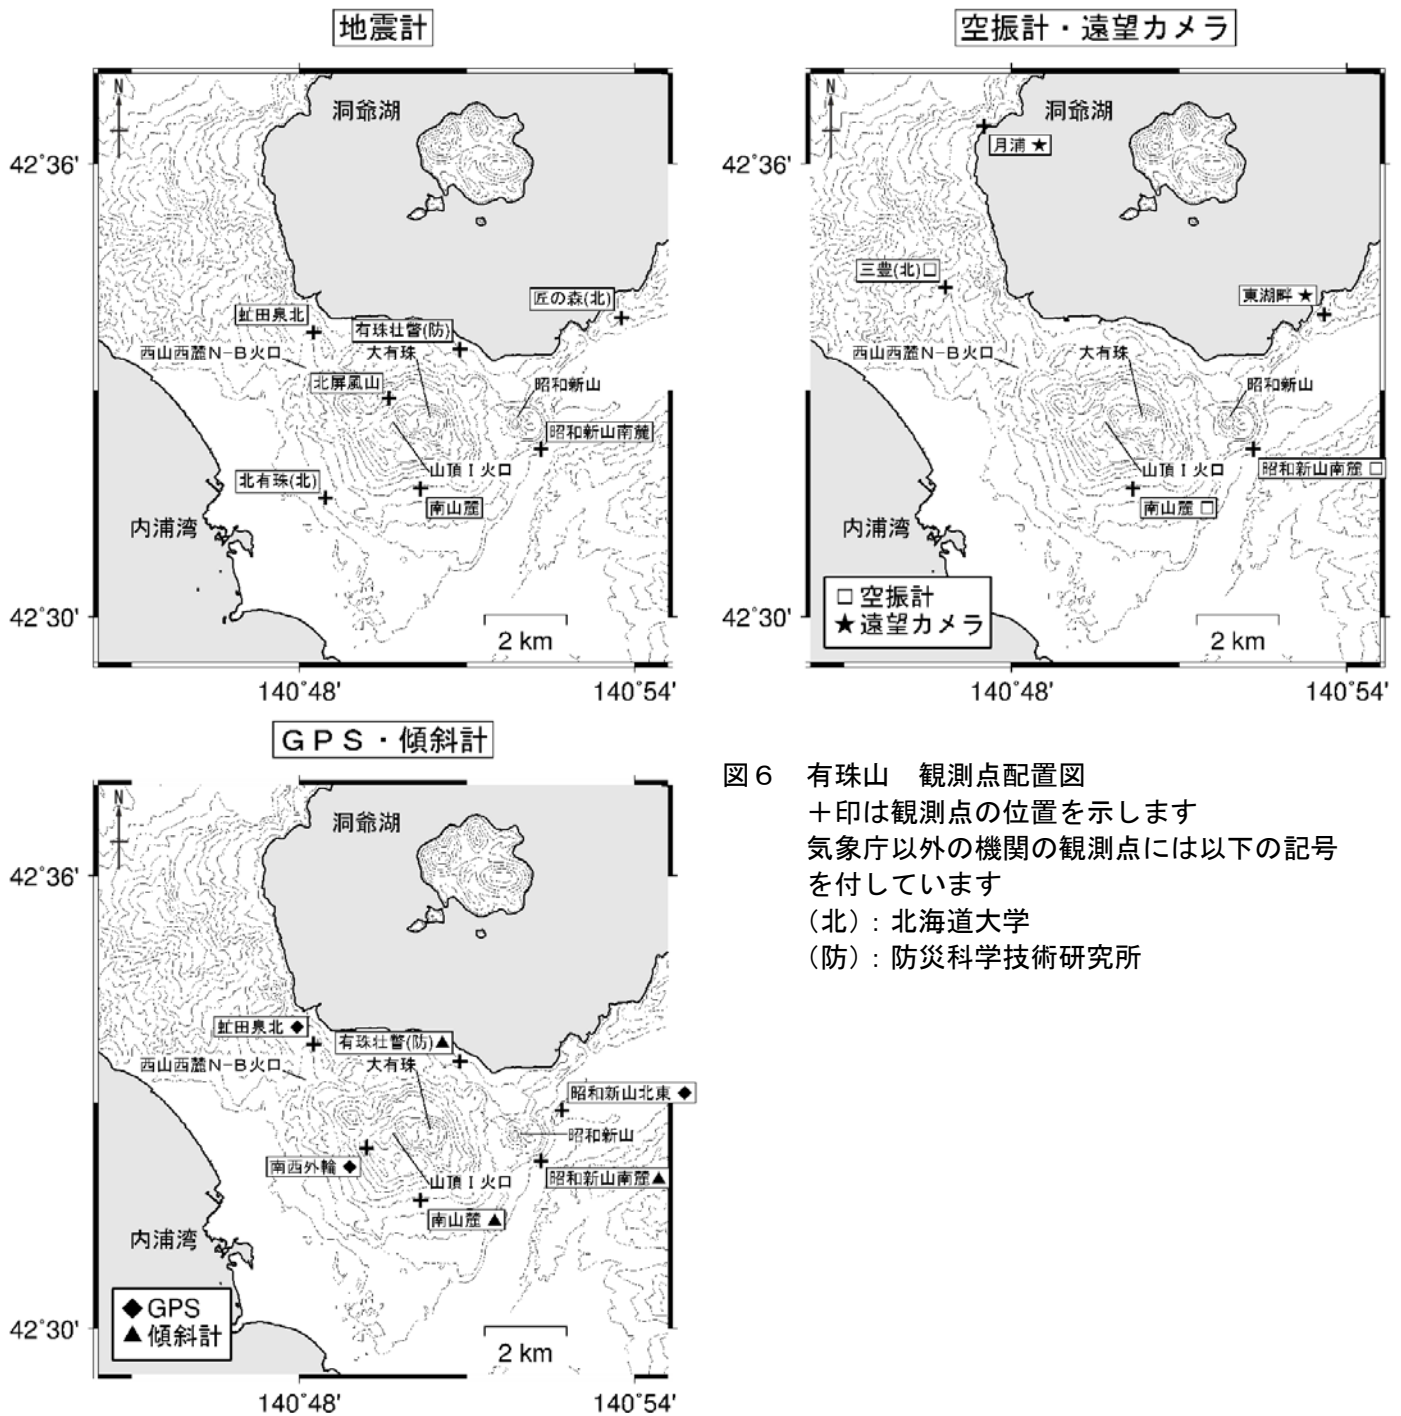 地震計
N
洞爺湖
42°36'
匠の森(北)
虻田泉北
有珠壮瞥(防)
西山西麓N-B火口
大有珠
北屏風山
昭和新山
昭和新山南麓
山頂Ⅰ火口
北有珠(北)
南山麓
内浦湾
42°30'
2 km
140°48'
140°54'
空振計・遠望カメラ
N
洞爺湖
月浦★
42°36'
三豊(北)□
東湖畔★
西山西麓N-B火口
大有珠
昭和新山
山頂Ⅰ火口
昭和新山南麓□
南山麓□
内浦湾
□空振計
★遠望カメラ
42°30'
2 km
140°48'
140°54'
GPS・傾斜計
N
洞爺湖
42°36'
虻田泉北◆
有珠壮瞥(防)▲
西山西麓N-B火口
大有珠
昭和新山北東◆
昭和新山
南西外輪◆
山頂Ⅰ火口
昭和新山南麓▲
南山麓▲
内浦湾
◆GPS
▲傾斜計
42°30'
2 km
140°48'
140°54'
図6 有珠山 観測点配置図
+印は観測点の位置を示します
気象庁以外の機関の観測点には以下の記号
を付しています
(北):北海道大学
(防):防災科学技術研究所